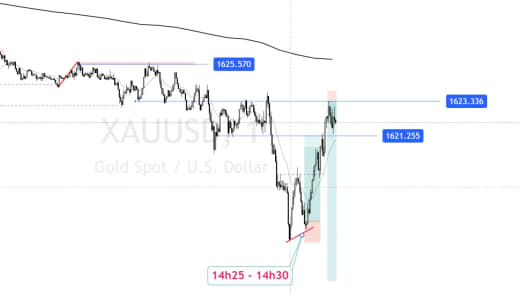 1625.570
1623.336
XAUUSD, 1
1621.255
Gold Spot / U.S. Dollar
14h25 - 14h30